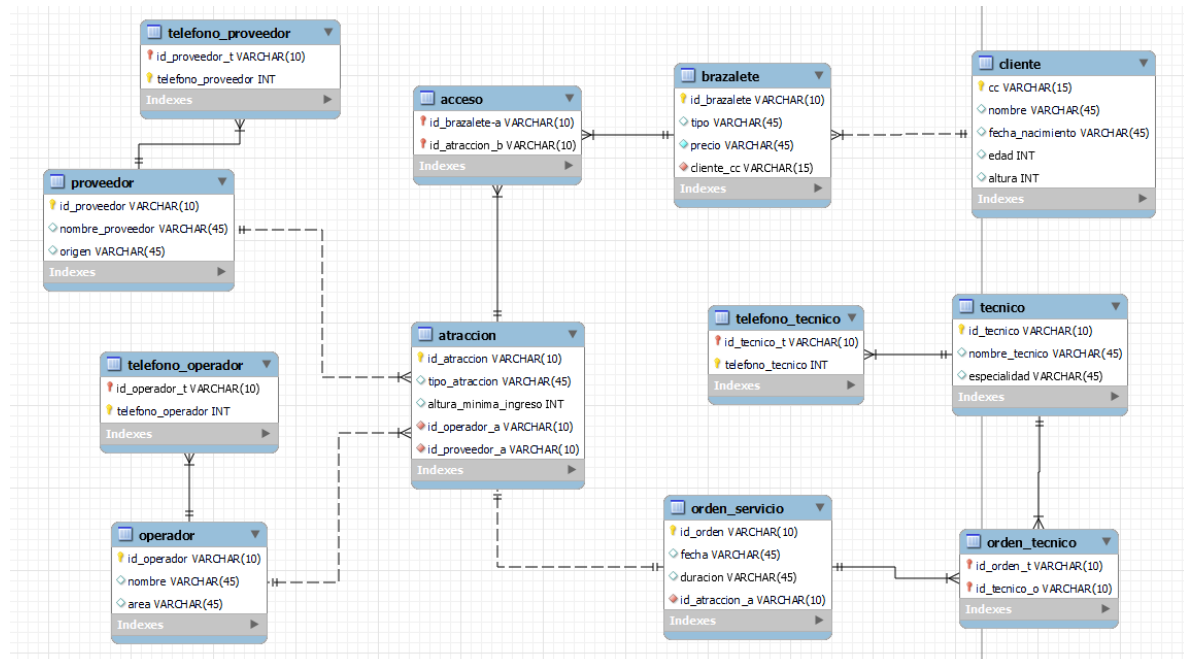 telefono_proveedor
id_proveedor_t VARCHAR(10)
telefono_proveedor INT
Indexes
proveedor
id_proveedor VARCHAR(10)
nombre_proveedor VARCHAR(45)
origen VARCHAR(45)
Indexes
telefono_operador
id_operador_t VARCHAR(10)
telefono_operador INT
Indexes
operador
id_operador VARCHAR(10)
nombre VARCHAR(45)
area VARCHAR(45)
Indexes
acceso
id_brazalete-a VARCHAR(10)
id_atraccion_b VARCHAR(10)
Indexes
atraccion
id_atraccion VARCHAR(10)
tipo_atraccion VARCHAR(45)
altura_minima_ingreso INT
id_operador_a VARCHAR(10)
id_proveedor_a VARCHAR(10)
Indexes
brazalete
id_brazalete VARCHAR(10)
tipo VARCHAR(45)
precio VARCHAR(45)
cliente_cc VARCHAR(15)
Indexes
cliente
cc VARCHAR(15)
nombre VARCHAR(45)
fecha_nacimiento VARCHAR(45)
edad INT
altura INT
Indexes
telefono_tecnico
id_tecnico_t VARCHAR(10)
telefono_tecnico INT
Indexes
tecnico
id_tecnico VARCHAR(10)
nombre_tecnico VARCHAR(45)
especialidad VARCHAR(45)
Indexes
orden_servicio
id_orden VARCHAR(10)
fecha VARCHAR(45)
duracion VARCHAR(45)
id_atraccion_a VARCHAR(10)
Indexes
orden_tecnico
id_orden_t VARCHAR(10)
id_tecnico_o VARCHAR(10)
Indexes